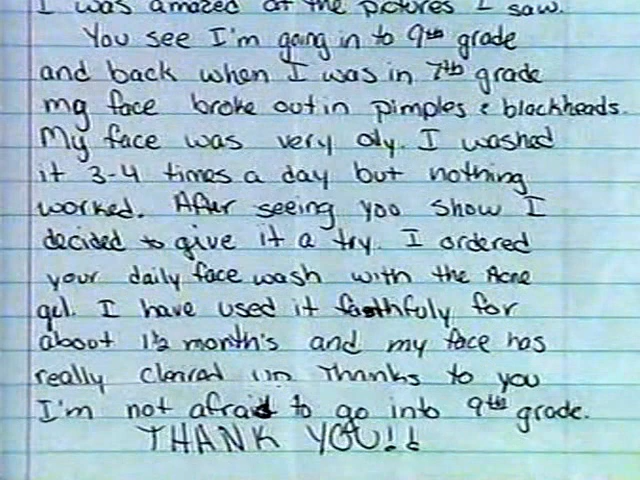 I was amazed at the pictures I saw.
You see I'm going in to 9th grade
and back when I was in 7th grade
my face broke out in pimples & blackheads.
My face was very oly. I washed
it 3-4 times a day but nothing
worked. After seeing you show I
decided to give it a try. I ordered
your daily face wash with the Acne
gel. I have used it faothfuly for
about 1½ month's and my face has
really cleared up Thanks to you
I'm not afraid to go into 9th grade.
THANK YOU!!